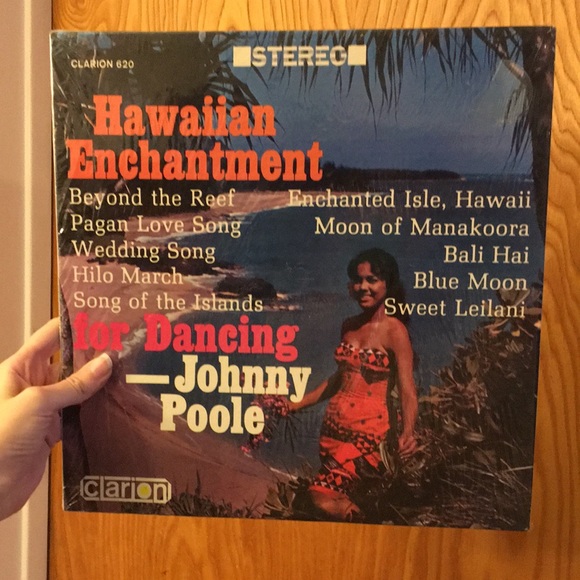 CLARION 620
STEREO
Hawaiian
Enchantment
Beyond the Reef
Pagan Love Song
Wedding Song
Hilo March
Song of the Islands
Enchanted Isle, Hawaii
Moon of Manakoora
Bali Hai
Blue Moon
Sweet Leilani
for Dancing
—Johnny
Poole
clarion